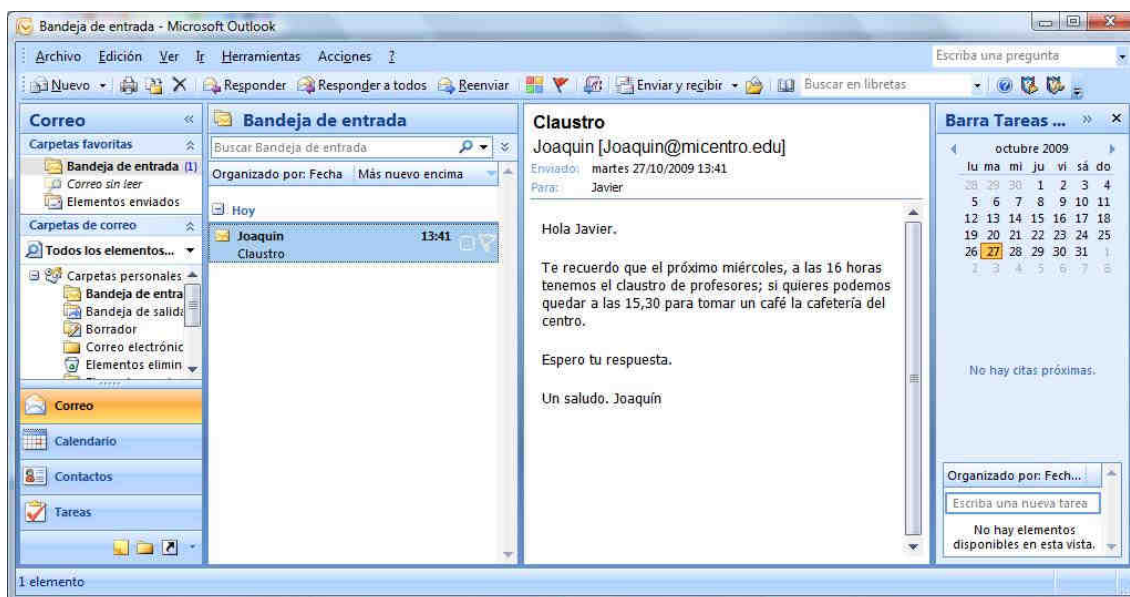 Bandeja de entrada - Microsoft Outlook
Archivo Edición Ver Ir Herramientas Acciones ?
Escriba una pregunta
Nuevo Responder Responder a todos Reenviar Enviar y recibir Buscar en libretas
Correo
Carpetas favoritas
Bandeja de entrada (1)
Correo sin leer
Elementos enviados
Carpetas de correo
Todos los elementos...
Carpetas personales
Bandeja de entra
Bandeja de salida
Borrador
Correo electrónic
Elementos elimin
Correo
Calendario
Contactos
Tareas
Bandeja de entrada
Buscar Bandeja de entrada
Organizado por: Fecha Más nuevo encima
Hoy
Joaquin 13:41
Claustro
Claustro
Joaquin [Joaquin@micentro.edu]
Enviado: martes 27/10/2009 13:41
Para: Javier
Hola Javier.
Te recuerdo que el próximo miércoles, a las 16 horas
tenemos el claustro de profesores; si quieres podemos
quedar a las 15,30 para tomar un café la cafetería del
centro.
Espero tu respuesta.
Un saludo. Joaquín
Barra Tareas ...
octubre 2009
lu ma mi ju vi sá do
28 29 30 1 2 3 4
5 6 7 8 9 10 11
12 13 14 15 16 17 18
19 20 21 22 23 24 25
26 27 28 29 30 31 1
2 3 4 5 6 7 8
No hay citas próximas.
Organizado por: Fech...
Escriba una nueva tarea
No hay elementos
disponibles en esta vista.
1 elemento